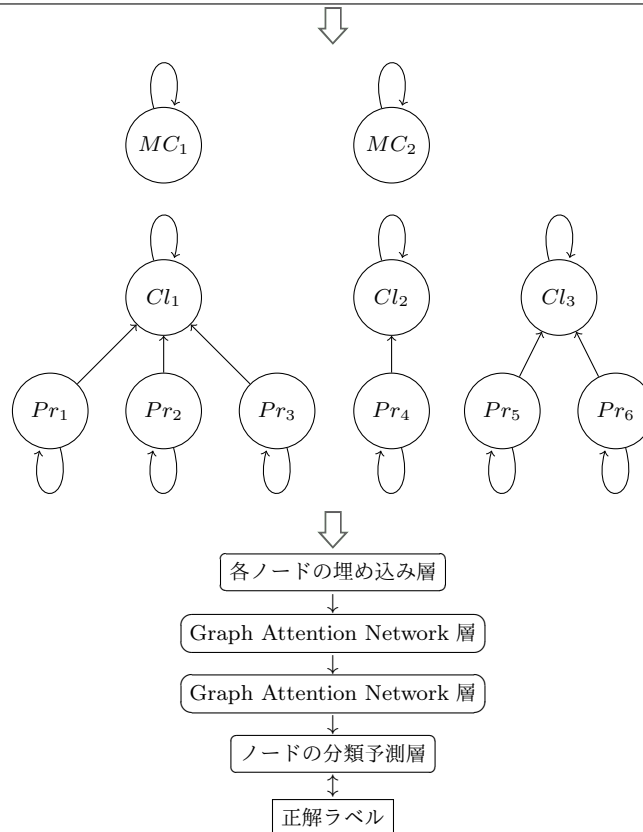 MC₁ MC₂
Cl₁ Cl₂ Cl₃
Pr₁ Pr₂ Pr₃ Pr₄ Pr₅ Pr₆
各ノードの埋め込み層
Graph Attention Network 層
Graph Attention Network 層
ノードの分類予測層
正解ラベル